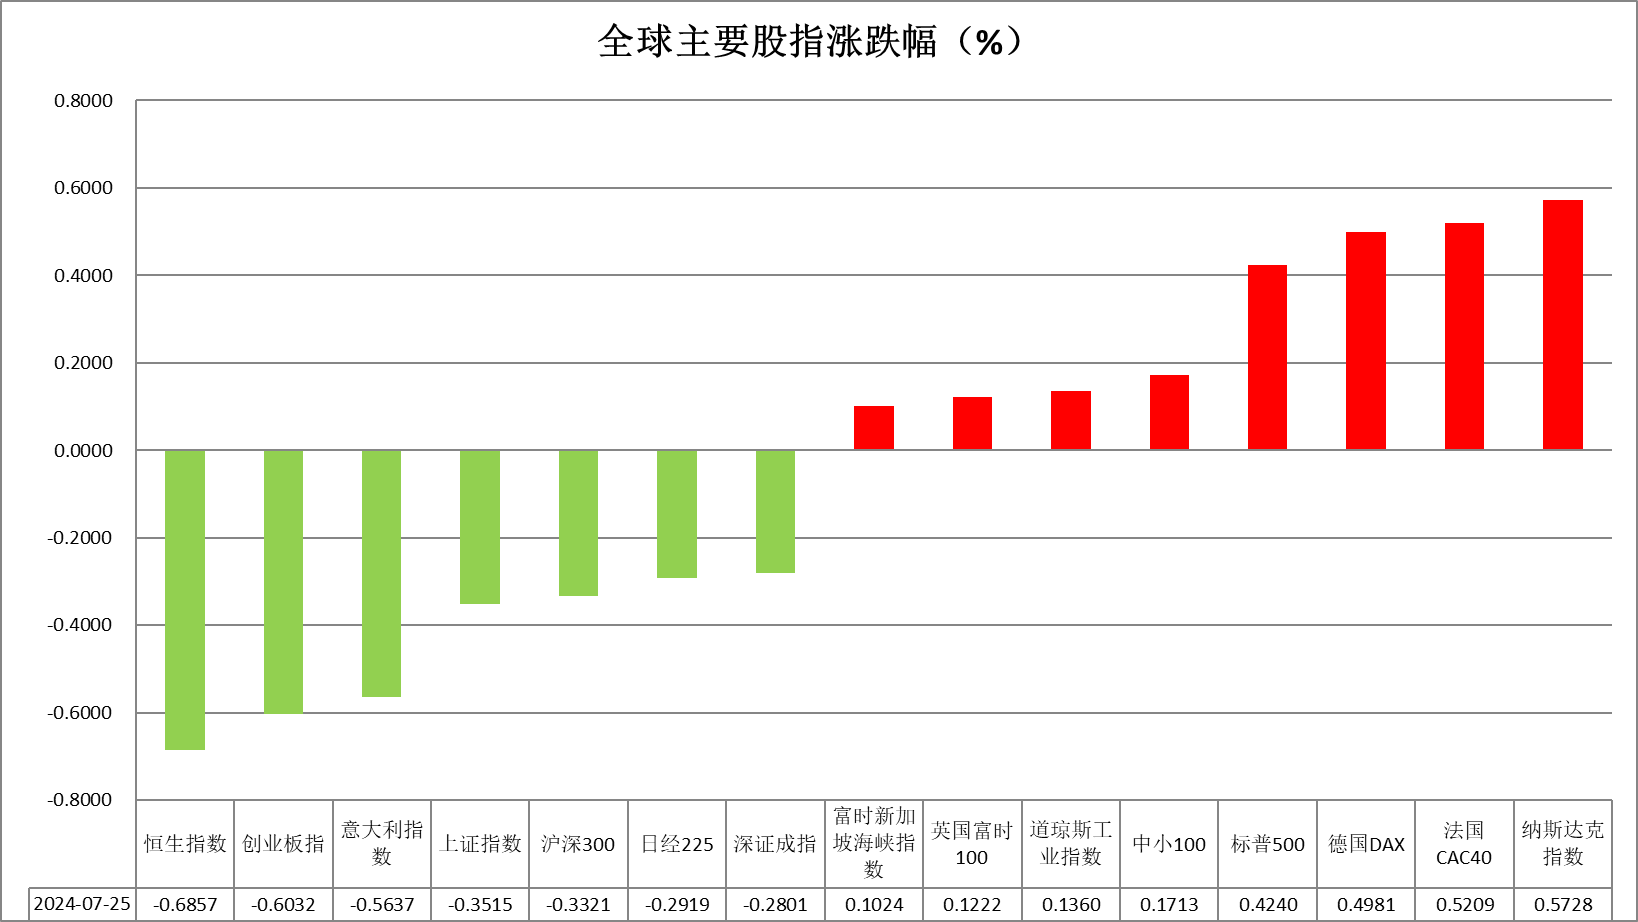 全球主要股指涨跌幅（%）
0.8000
0.6000
0.4000
0.2000
0.0000
-0.2000
-0.4000
-0.6000
-0.8000
恒生指数
创业板指
意大利指
数
上证指数
沪深300
日经225
深证成指
富时新加
坡海峡指
数
英国富时
100
道琼斯工
业指数
中小100
标普500
德国DAX
法国
CAC40
纳斯达克
指数
2024-07-25 -0.6857 -0.6032 -0.5637 -0.3515 -0.3321 -0.2919 -0.2801 0.1024 0.1222 0.1360 0.1713 0.4240 0.4981 0.5209 0.5728